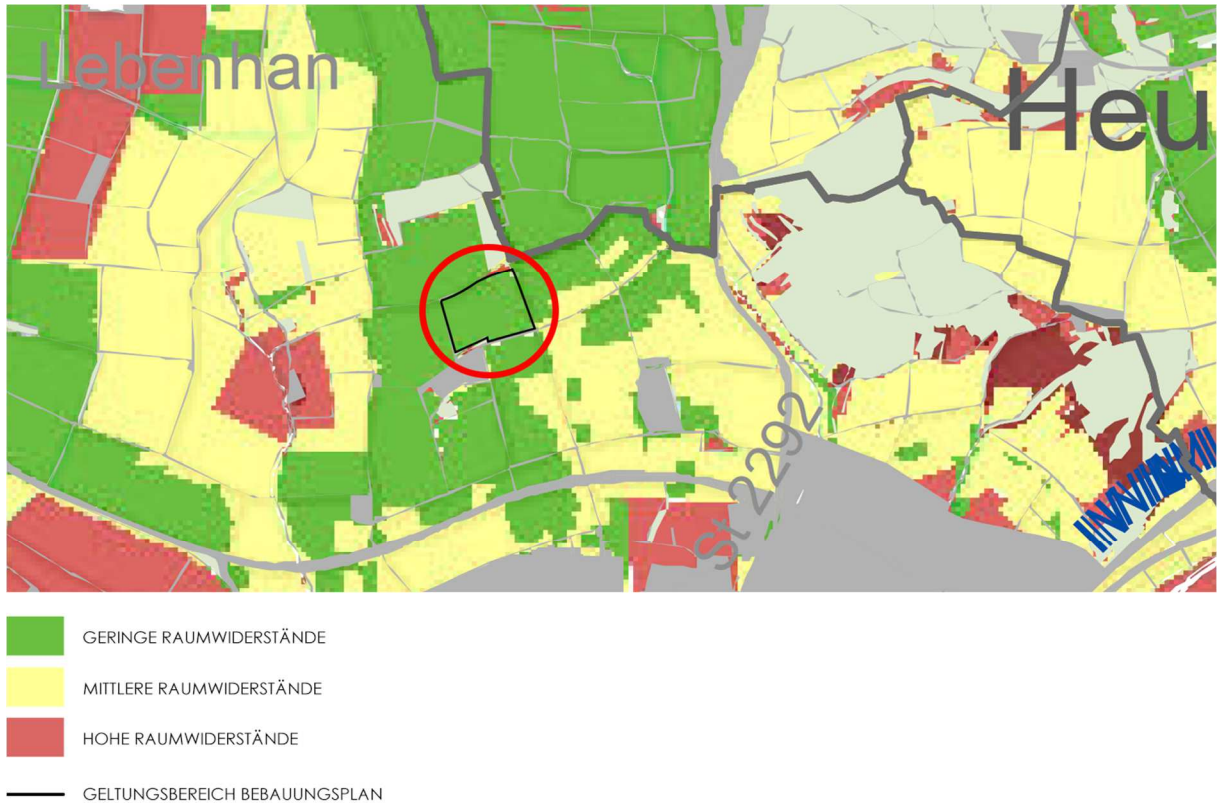 Lebenhan
Heu
St 2292
GERINGE RAUMWIDERSTÄNDE
MITTLERE RAUMWIDERSTÄNDE
HOHE RAUMWIDERSTÄNDE
GELTUNGSBEREICH BEBAUUNGSPLAN